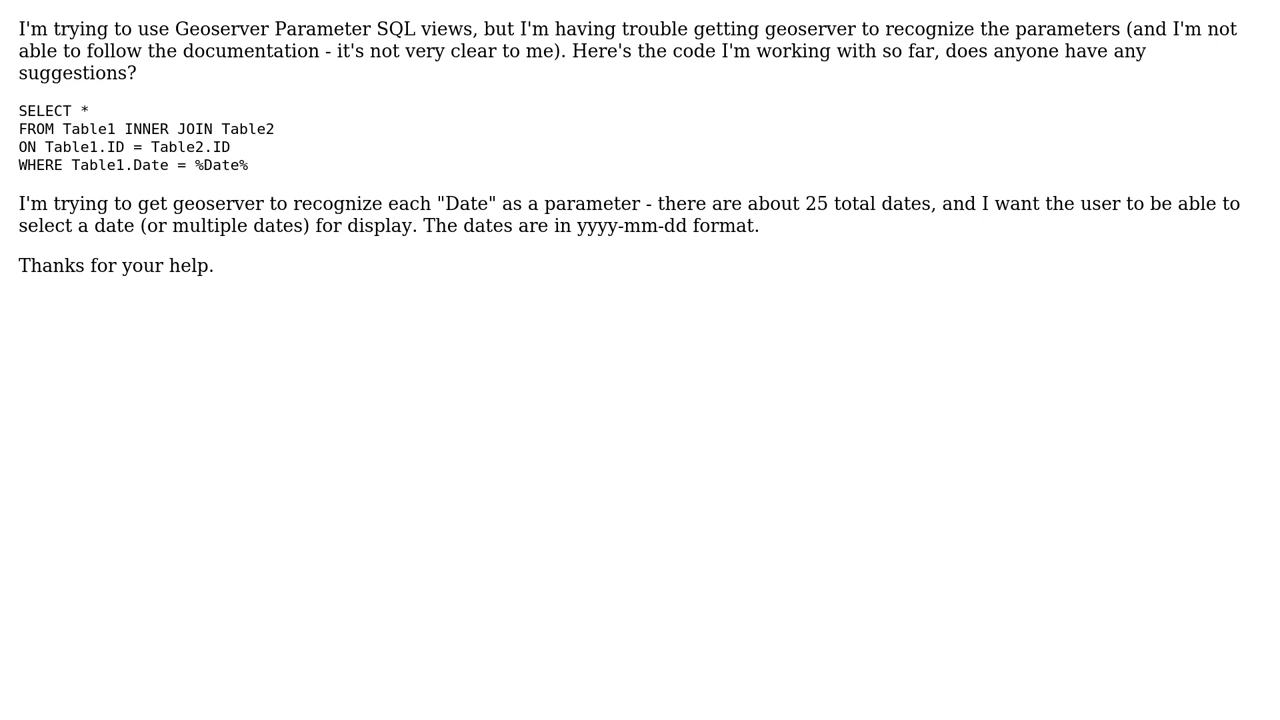 I'm trying to use Geoserver Parameter SQL views, but I'm having trouble getting geoserver to recognize the parameters (and I'm not
able to follow the documentation - it's not very clear to me). Here's the code I'm working with so far, does anyone have any
suggestions?
SELECT *
FROM Table1 INNER JOIN Table2
ON Table1.ID = Table2.ID
WHERE Table1.Date = %Date%
I'm trying to get geoserver to recognize each "Date" as a parameter - there are about 25 total dates, and I want the user to be able to
select a date (or multiple dates) for display. The dates are in yyyy-mm-dd format.
Thanks for your help.